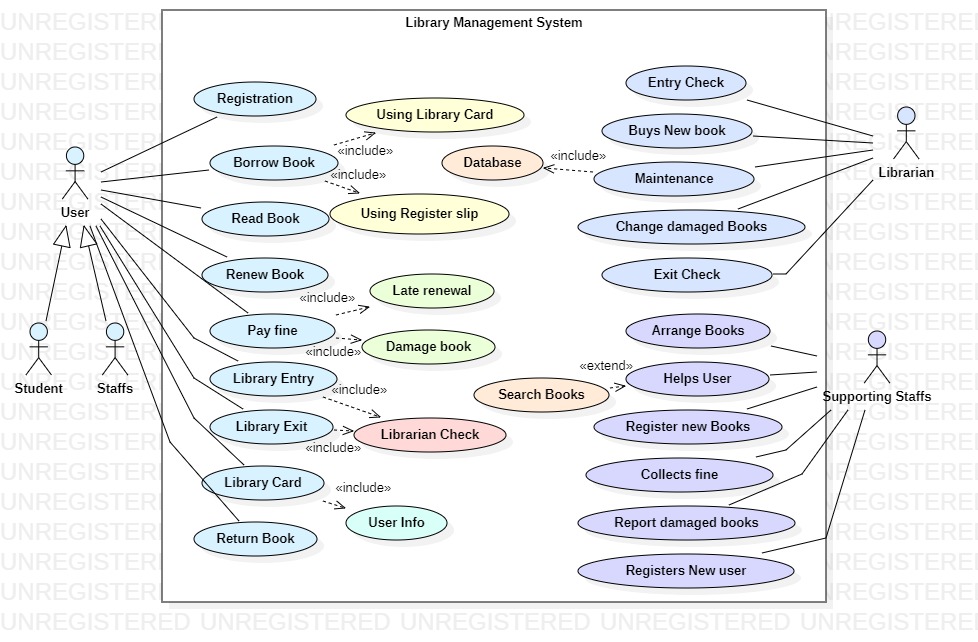 Library Management System
Registration
Using Library Card
Entry Check
«include»
Buys New book
Borrow Book
Database
«include»
Maintenance
Librarian
«include»
User
Read Book
Using Register slip
Change damaged Books
Renew Book
Exit Check
«include»
Late renewal
Pay fine
Arrange Books
«include»
Damage book
Student
Staffs
Library Entry
«include»
Search Books
«extend»
Helps User
Supporting Staffs
Library Exit
«include»
Librarian Check
Register new Books
Library Card
«include»
Collects fine
User Info
Report damaged books
Return Book
Registers New user
UNREGISTERED UNREGISTERED UNREGISTERED UNREGISTERED UNREGISTERED